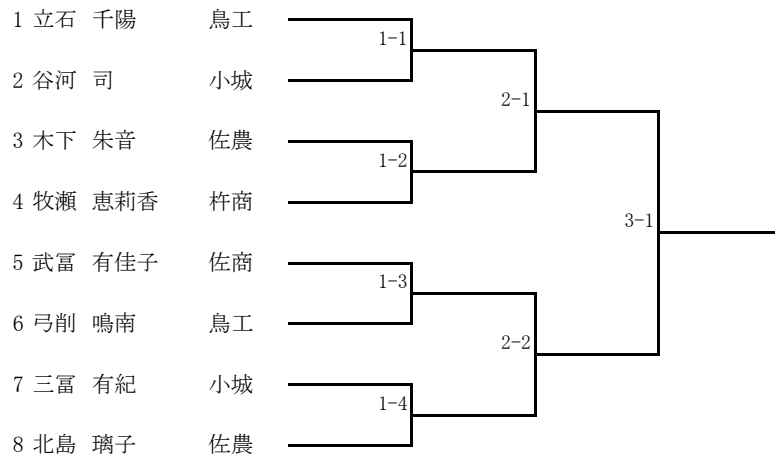 1 立石 千陽 鳥工
1-1
2 谷河 司 小城
2-1
3 木下 朱音 佐農
1-2
4 牧瀬 恵莉香 杵商
3-1
5 武冨 有佳子 佐商
1-3
6 弓削 鳴南 鳥工
2-2
7 三冨 有紀 小城
1-4
8 北島 璃子 佐農